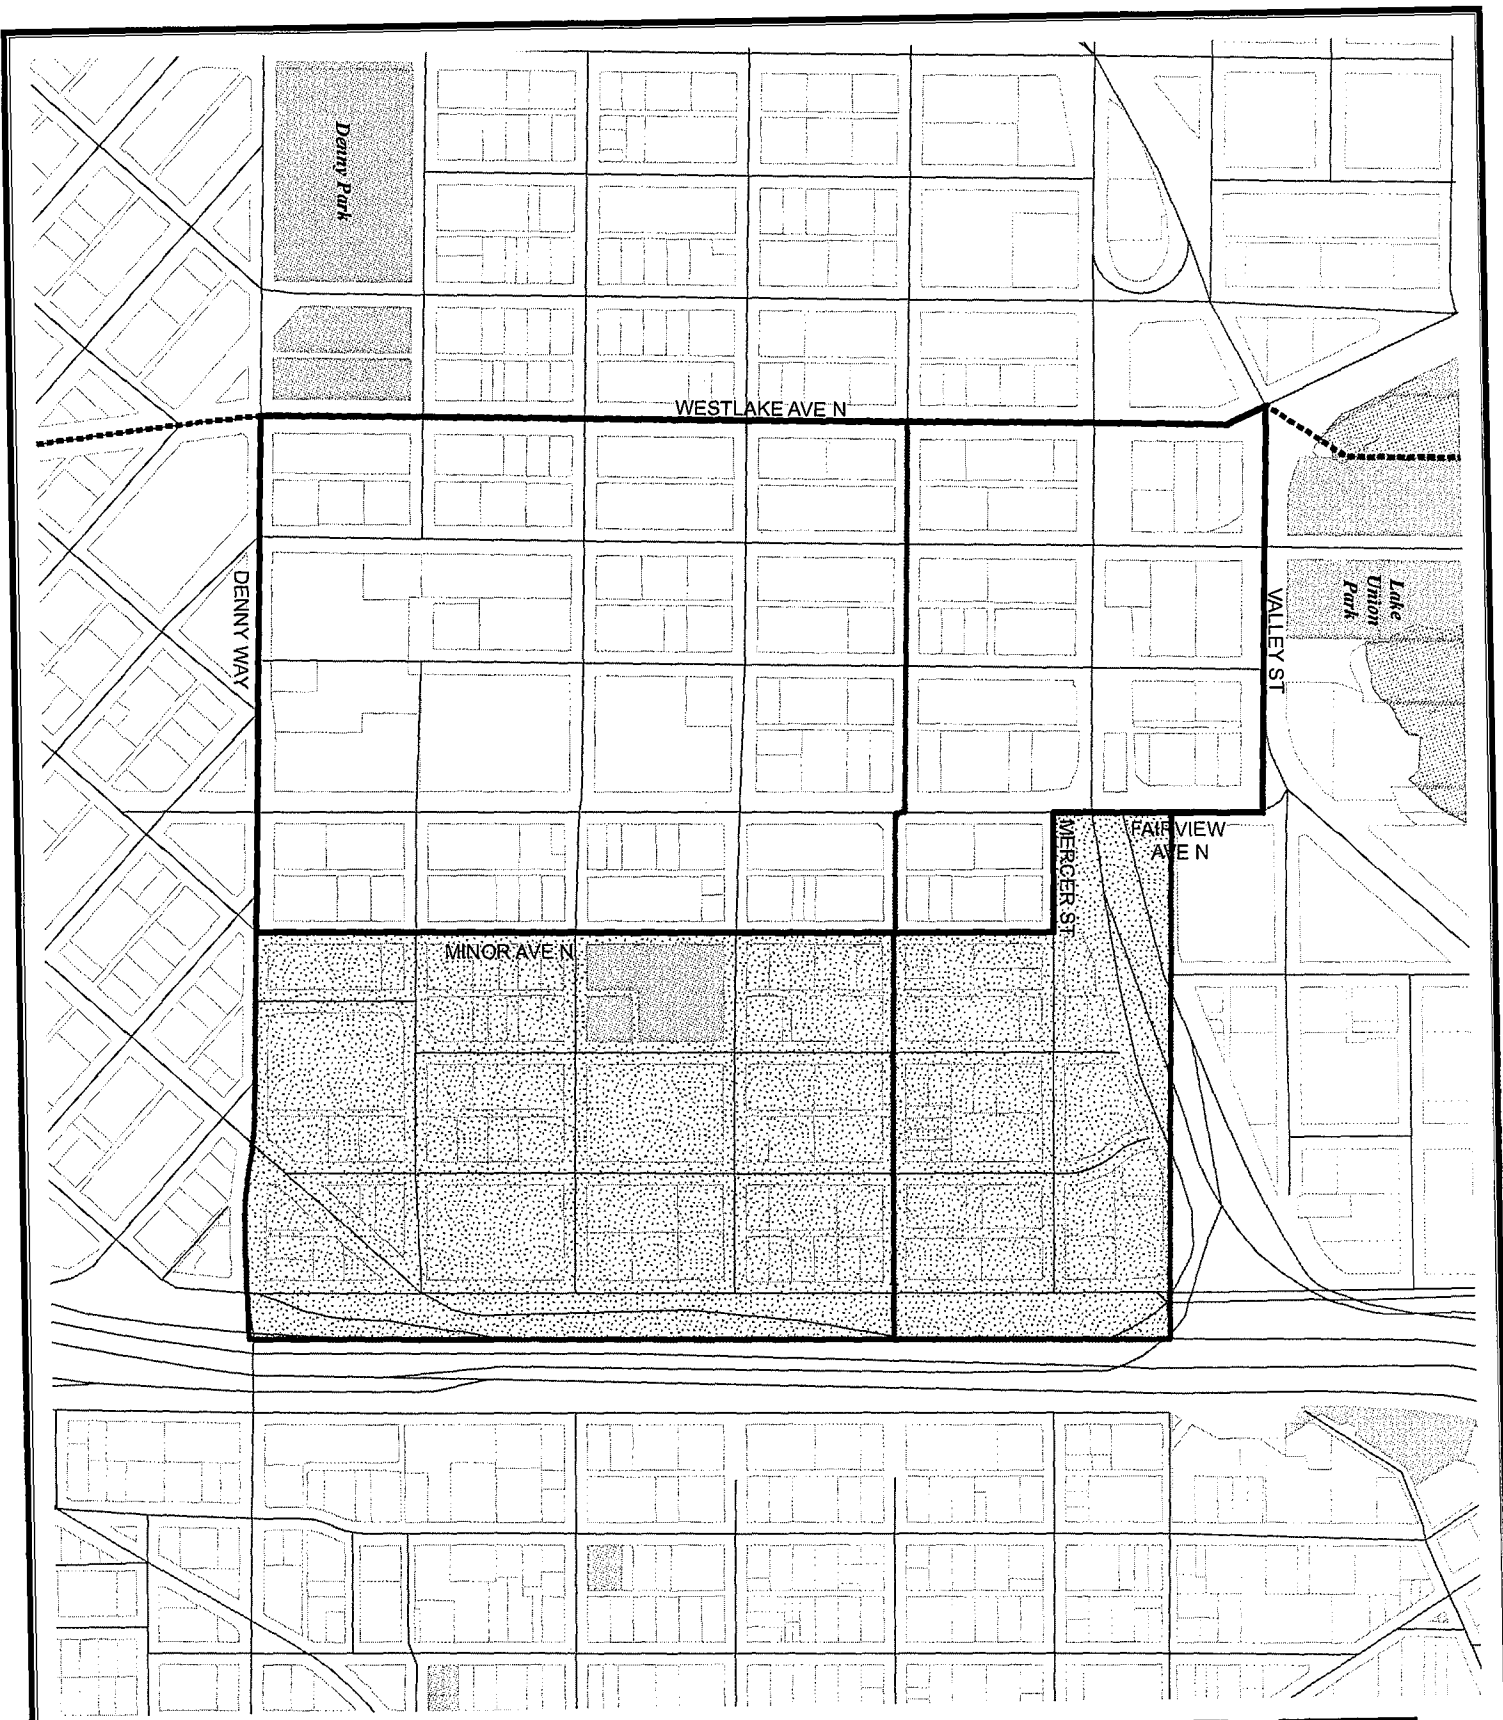 Denny Park
WESTLAKE AVE N
DENNY WAY
VALLEY ST
Lake
Union
Park
MERCER ST
FAIRVIEW
AVE N
MINOR AVE N